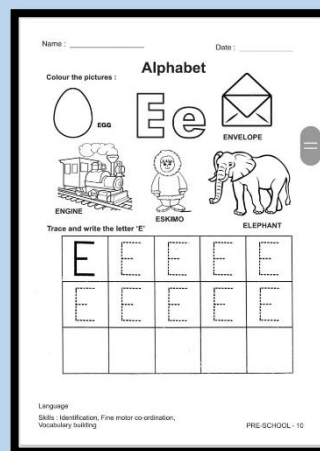 Name :
Date :
Alphabet
Colour the pictures :
Ee
EGG
ENVELOPE
ENGINE
ESKIMO
ELEPHANT
Trace and write the letter 'E'
E E E E E
E E E E E
Language
Skills : Identification, Fine motor co-ordination,
Vocabulary building
PRE-SCHOOL - 10